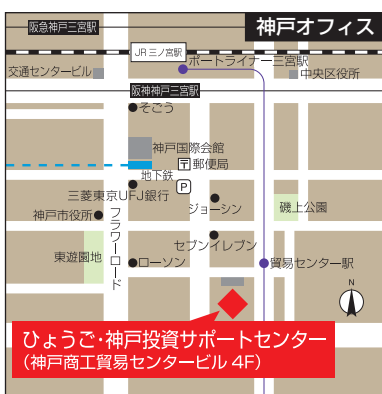 神戸オフィス
阪急神戸三宮駅
JR 三ノ宮駅
ポートライナー三宮駅
交通センタービル
中央区役所
阪神神戸三宮駅
そごう
神戸国際会館
〒郵便局
地下鉄
P
三菱東京UFJ銀行
ジョーシン
磯上公園
神戸市役所
フラワーロード
セブンイレブン
東遊園地
ローソン
貿易センター駅
N
ひょうご・神戸投資サポートセンター
(神戸商工貿易センタービル 4F)